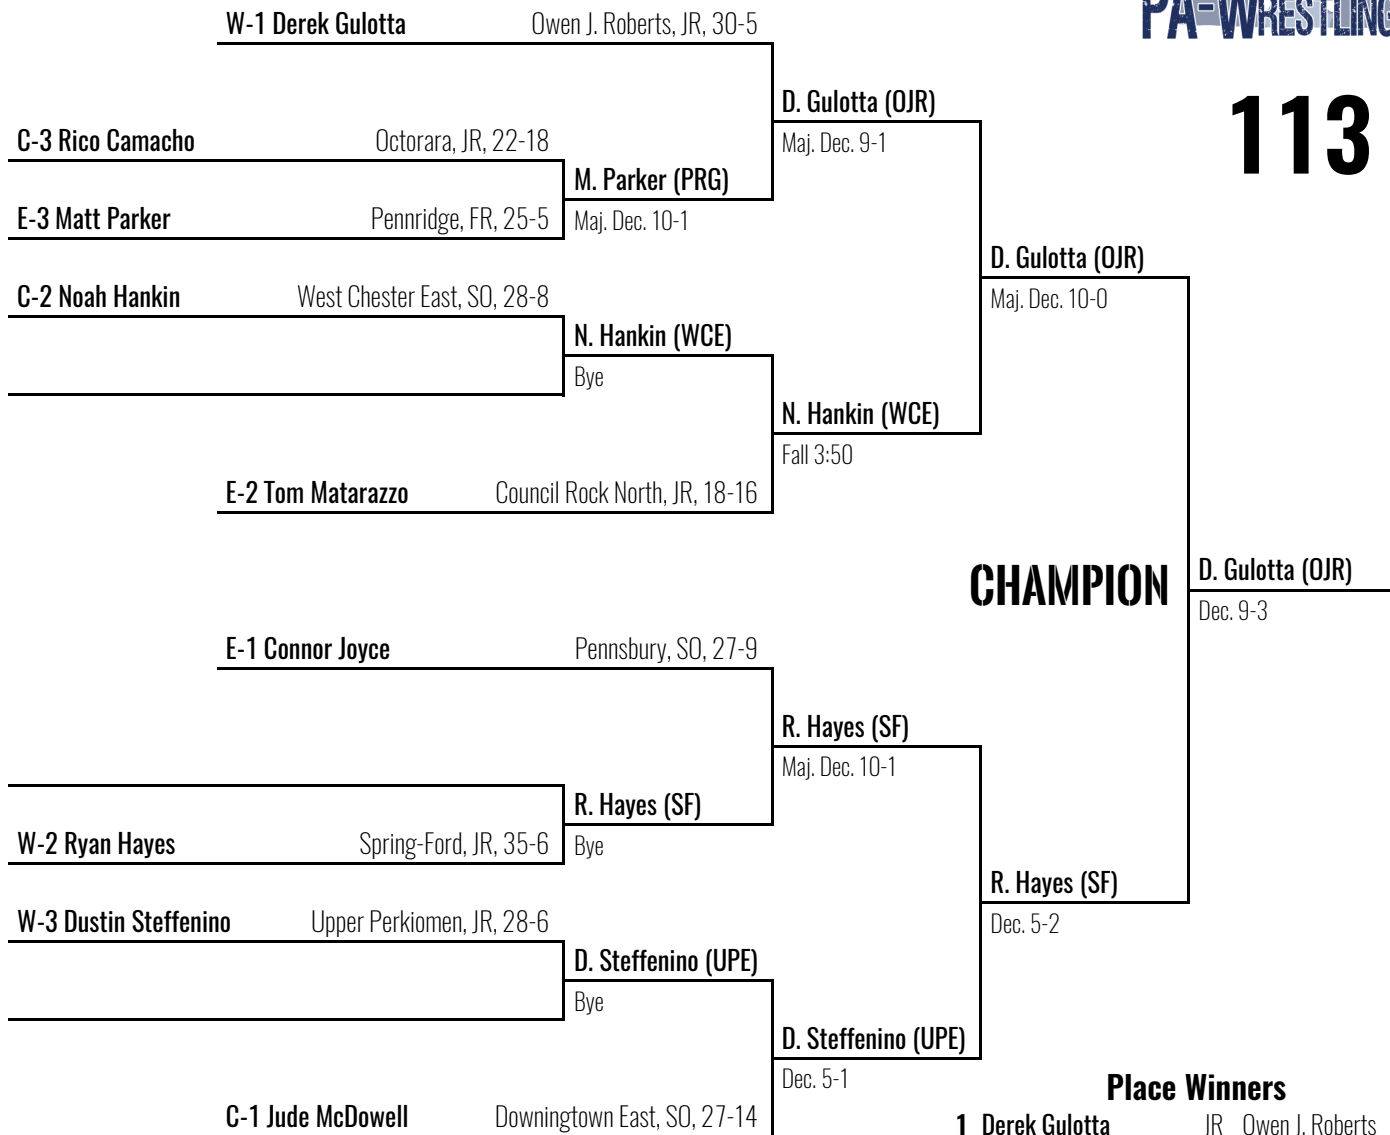 W-1 Derek Gulotta Owen J. Roberts, JR, 30-5
PA-WRESTLING
D. Gulotta (OJR)
Maj. Dec. 9-1
113
C-3 Rico Camacho Octorara, JR, 22-18
M. Parker (PRG)
Maj. Dec. 10-1
E-3 Matt Parker Pennridge, FR, 25-5
D. Gulotta (OJR)
Maj. Dec. 10-0
C-2 Noah Hankin West Chester East, SO, 28-8
N. Hankin (WCE)
Bye
N. Hankin (WCE)
Fall 3:50
E-2 Tom Matarazzo Council Rock North, JR, 18-16
CHAMPION
D. Gulotta (OJR)
Dec. 9-3
E-1 Connor Joyce Pennsbury, SO, 27-9
R. Hayes (SF)
Maj. Dec. 10-1
R. Hayes (SF)
Bye
W-2 Ryan Hayes Spring-Ford, JR, 35-6
R. Hayes (SF)
Dec. 5-2
W-3 Dustin Steffenino Upper Perkiomen, JR, 28-6
D. Steffenino (UPE)
Bye
D. Steffenino (UPE)
Dec. 5-1
C-1 Jude McDowell Downingtown East, SO, 27-14
Place Winners
1 Derek Gulotta JR Owen J. Roberts